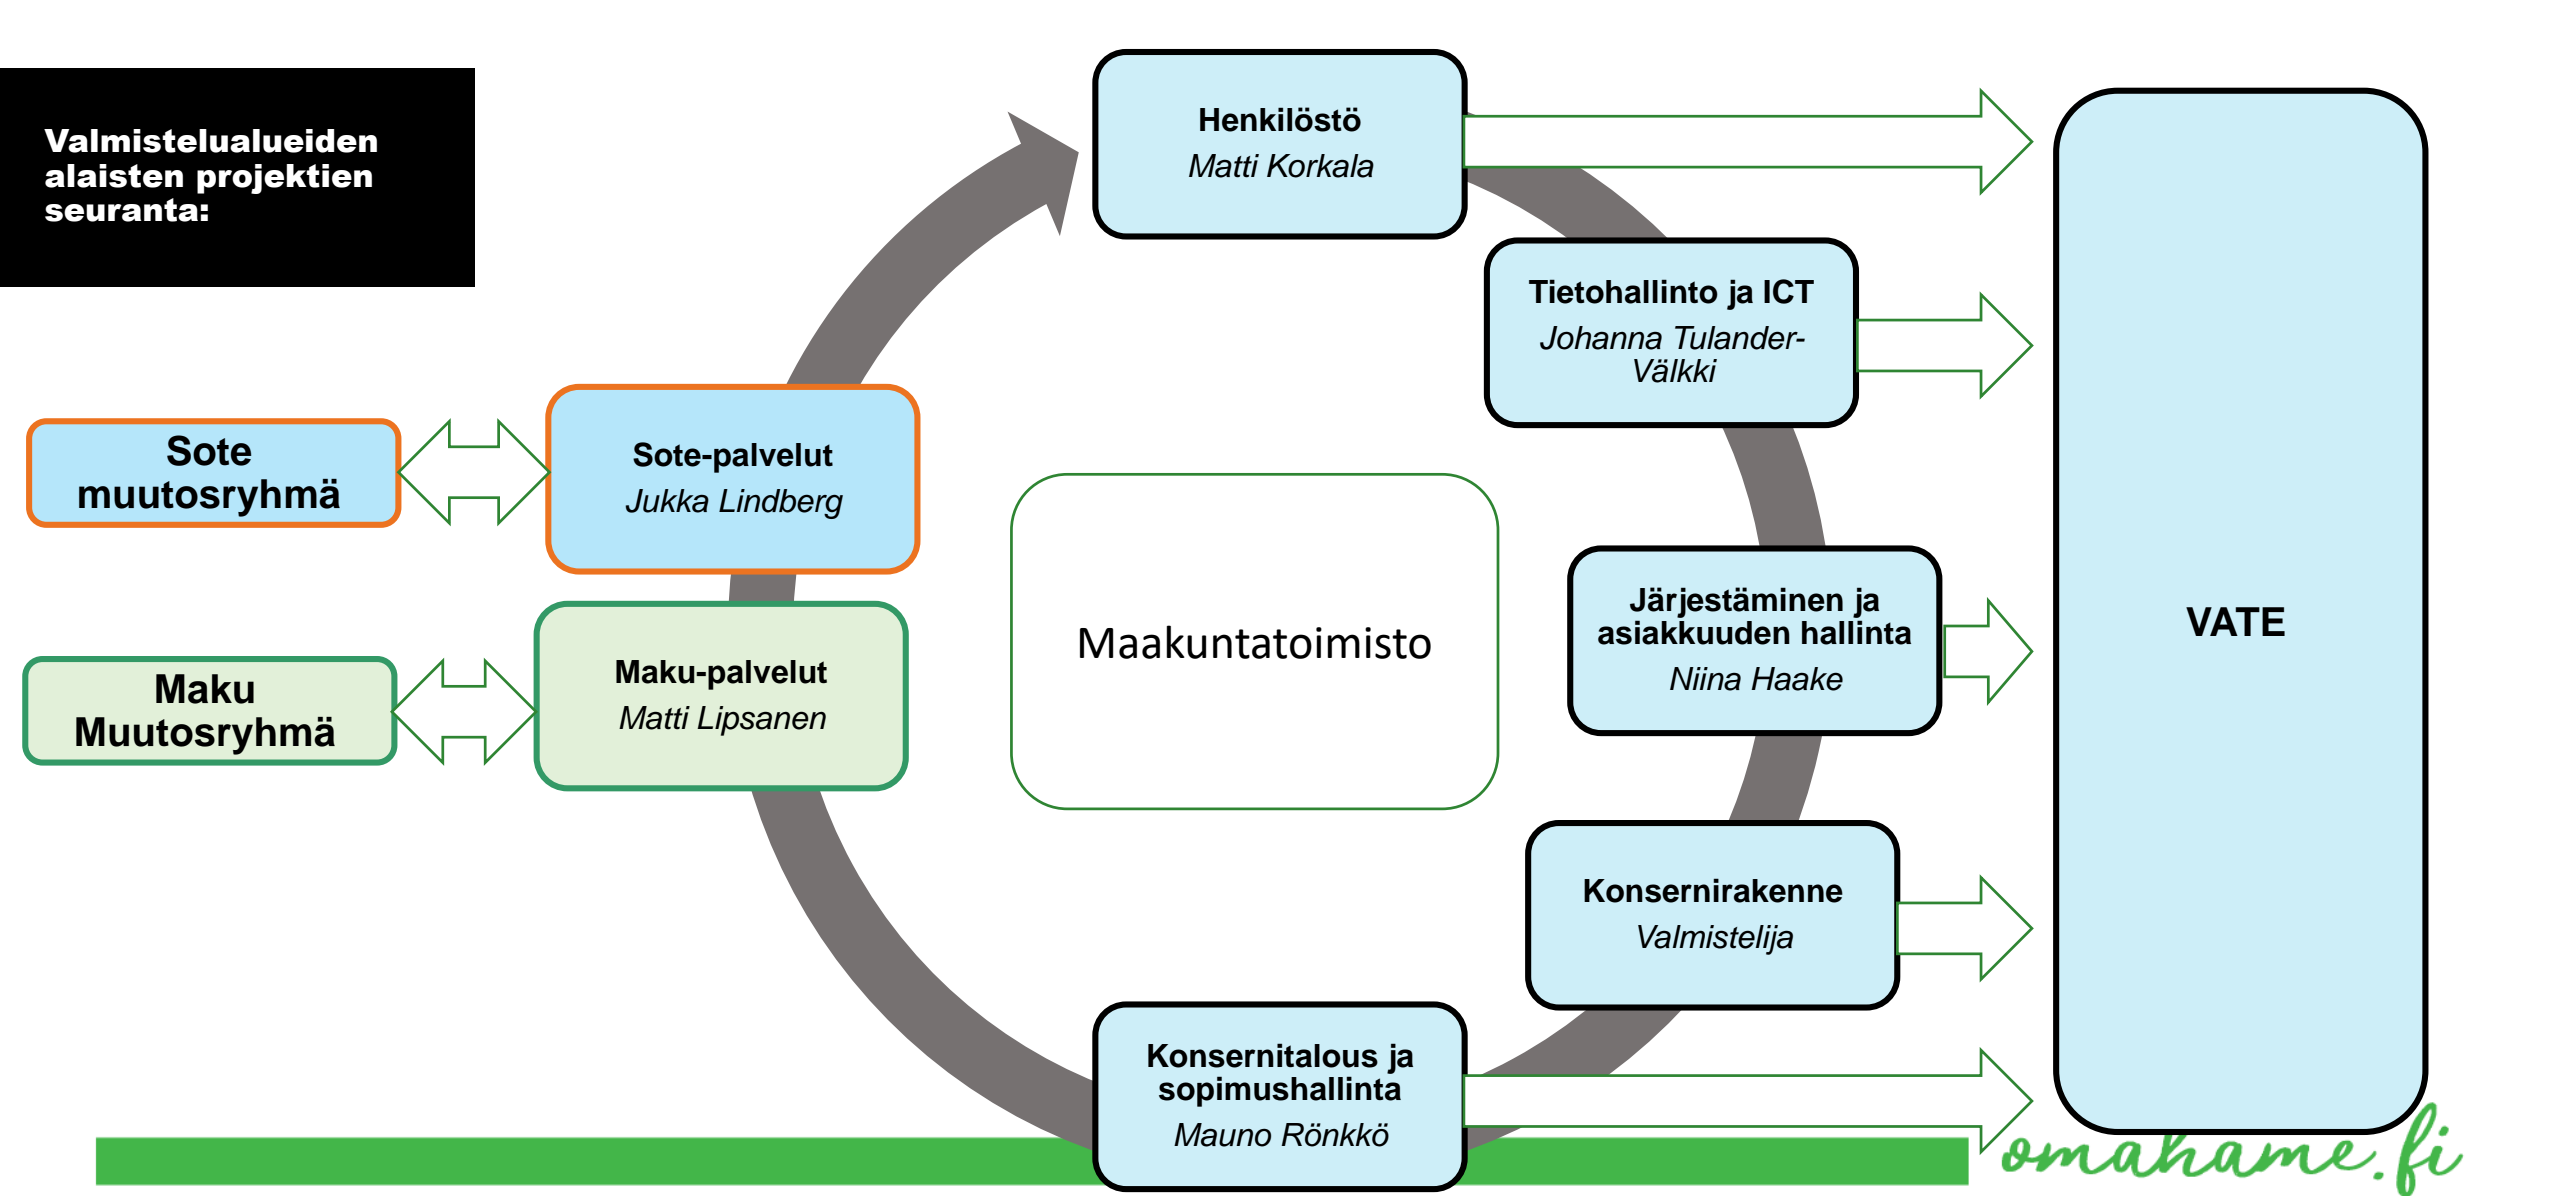 Valmistelualueiden
alaisten projektien
seuranta:
Henkilöstö
Matti Korkala
Tietohallinto ja ICT
Johanna Tulander-
Välkki
Sote
muutosryhmä
Sote-palvelut
Jukka Lindberg
Maakuntatoimisto
Järjestäminen ja
asiakkuuden hallinta
Niina Haake
VATE
Maku
Muutosryhmä
Maku-palvelut
Matti Lipsanen
Konsernirakenne
Valmistelija
Konsernitalous ja
sopimushallinta
Mauno Rönkkö
omahame.fi